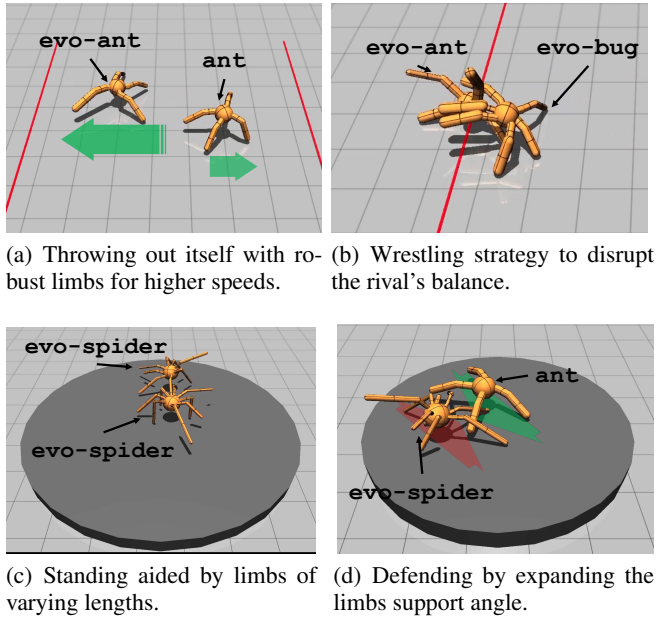 evo-ant
ant
evo-ant
evo-bug
(a) Throwing out itself with ro-
bust limbs for higher speeds.
(b) Wrestling strategy to disrupt
the rival's balance.
evo-spider
evo-spider
ant
evo-spider
(c) Standing aided by limbs of
varying lengths.
(d) Defending by expanding the
limbs support angle.